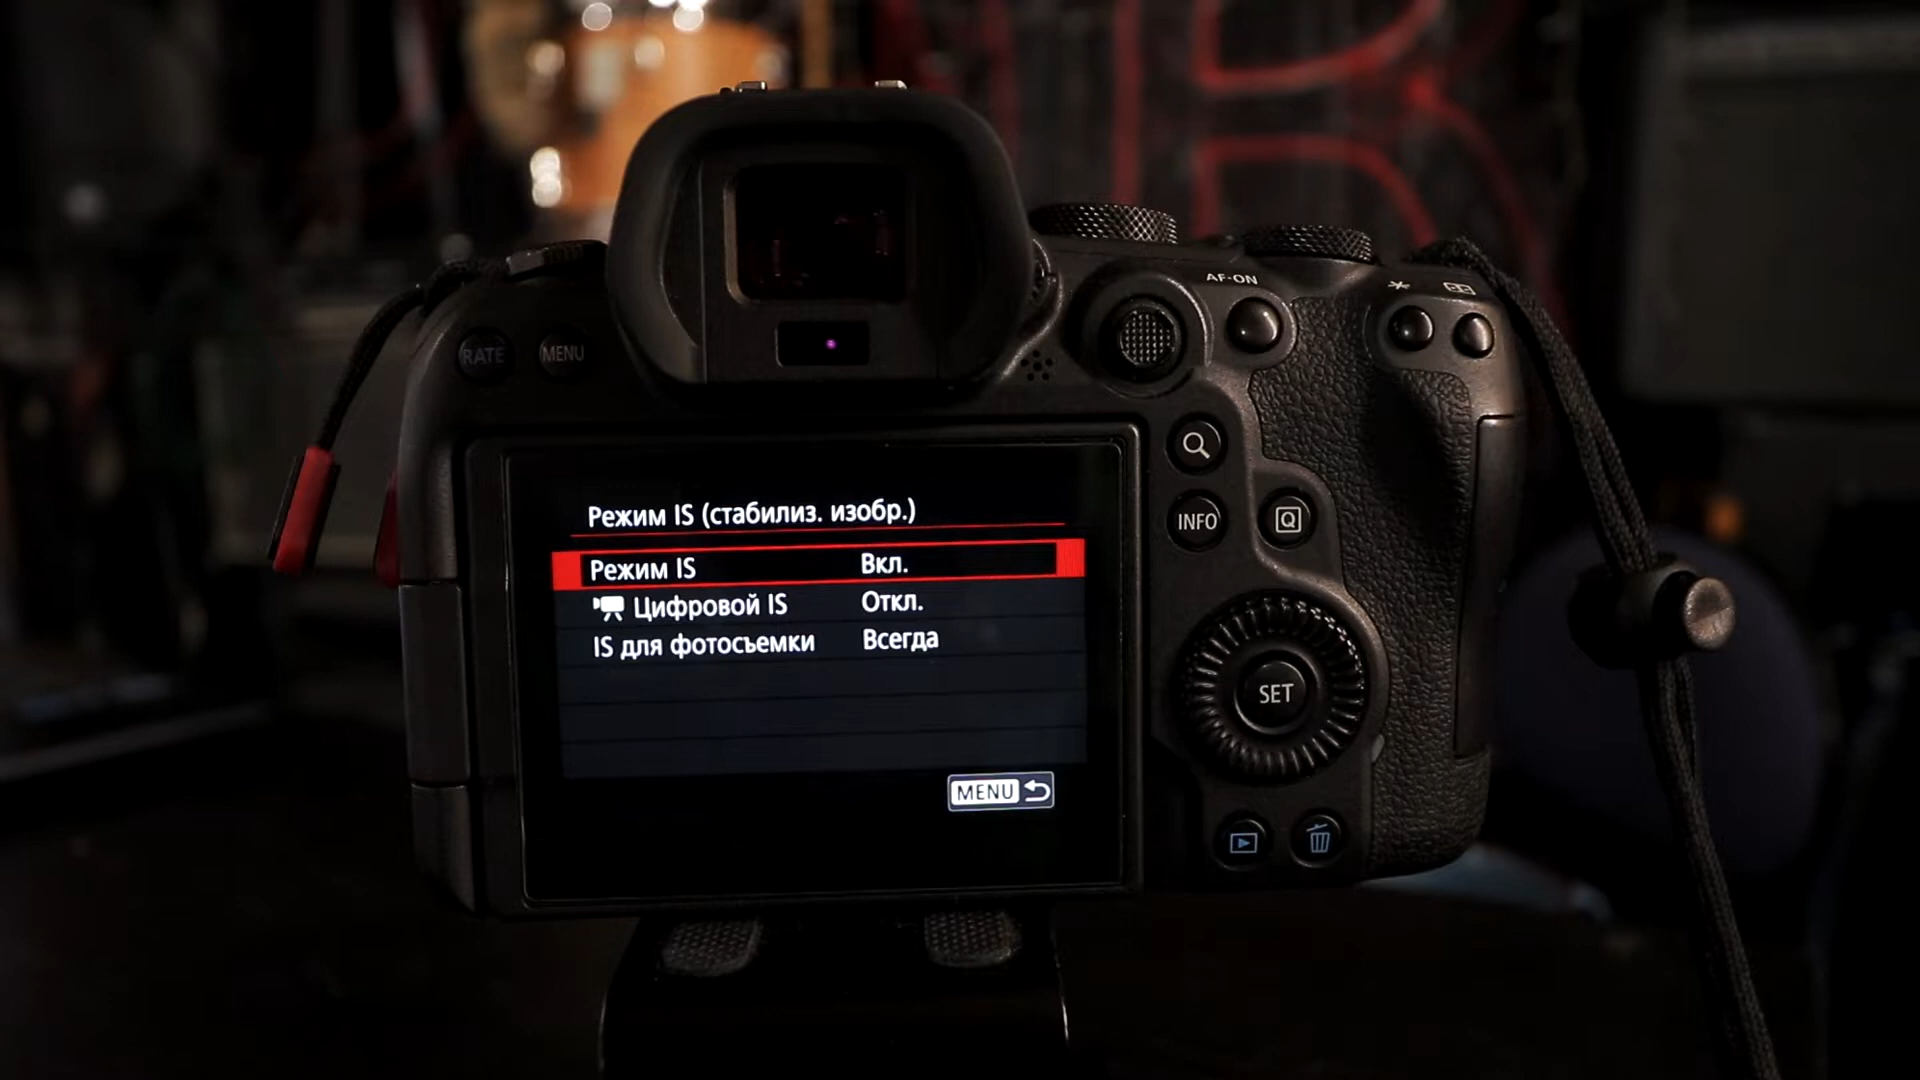 AF-ON
RATE
MENU
INFO
Q
Режим IS (стабилиз. изобр.)
Режим IS Вкл.
Цифровой IS Откл.
IS для фотосъемки Всегда
SET
MENU